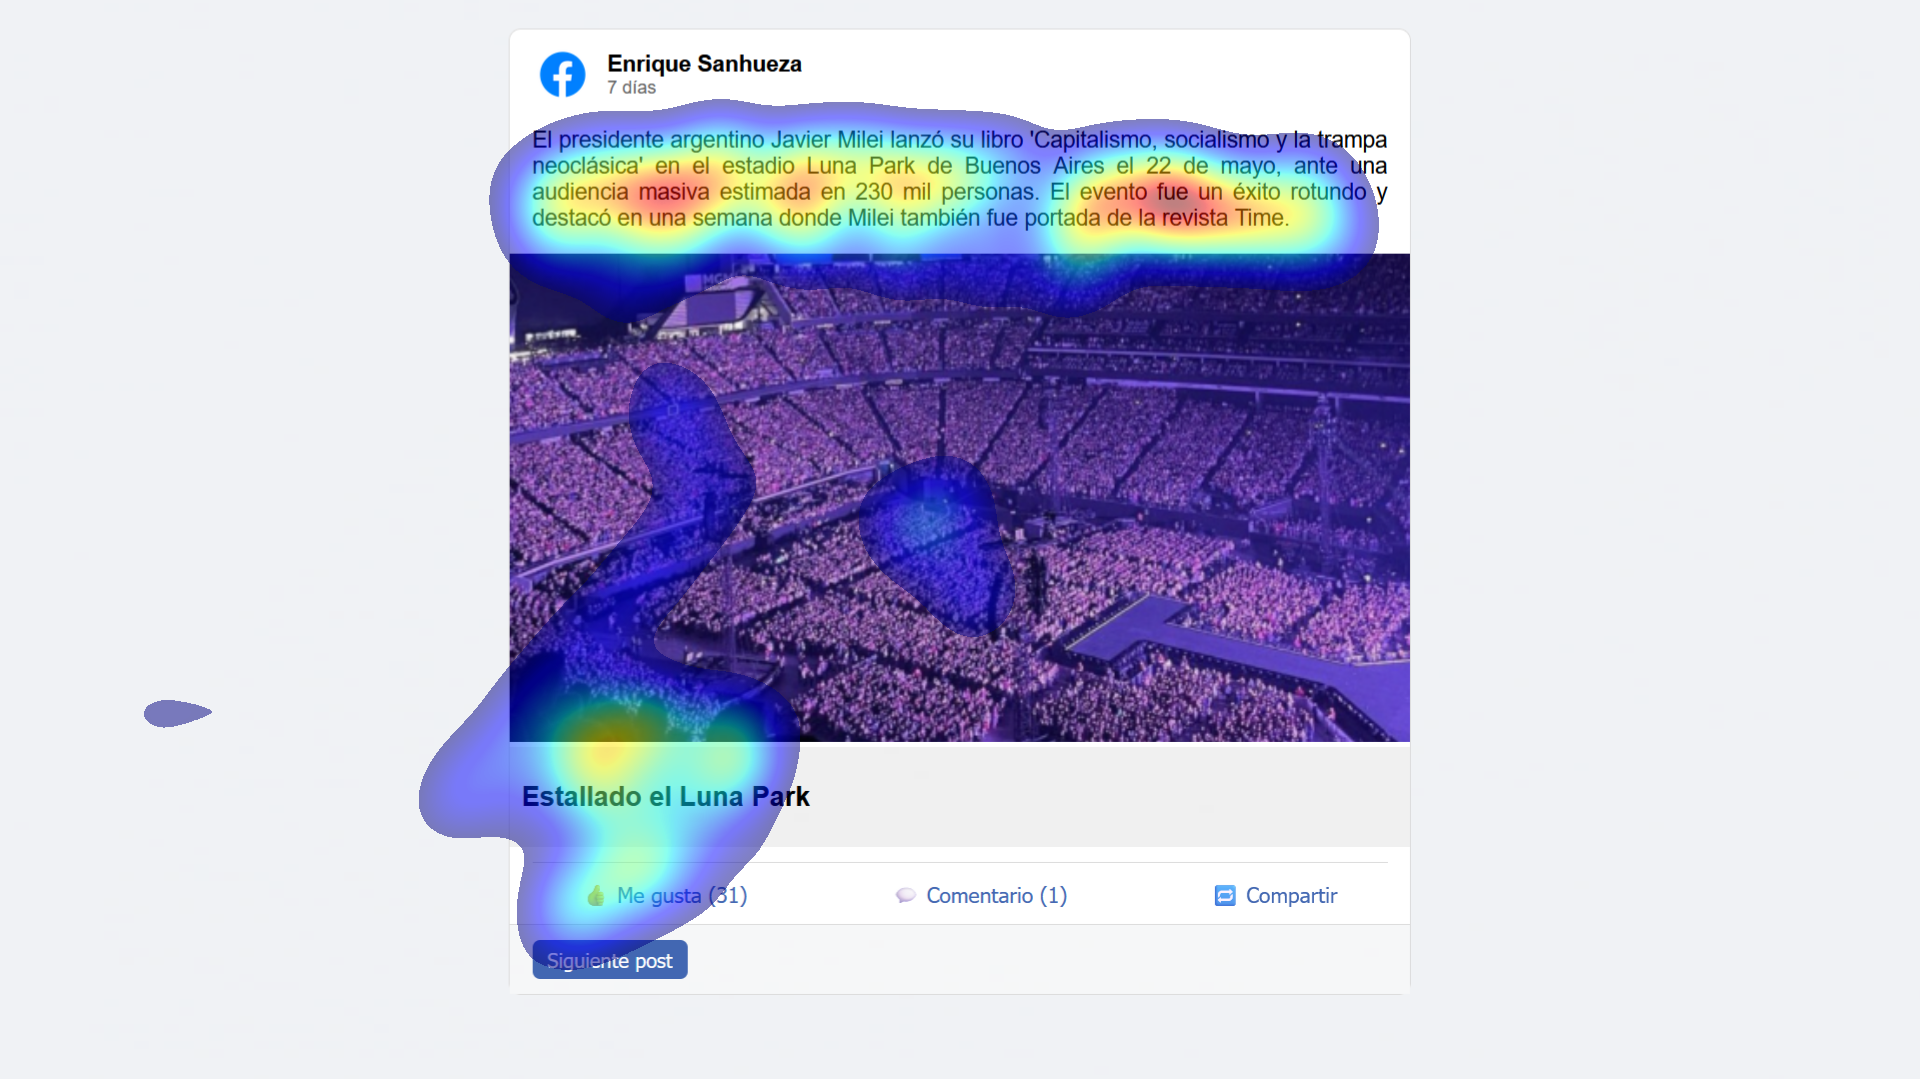 Enrique Sanhueza
7 días
El presidente argentino Javier Milei lanzó su libro 'Capitalismo, socialismo y la trampa
neoclásica' en el estadio Luna Park de Buenos Aires el 22 de mayo, ante una
audiencia masiva estimada en 230 mil personas. El evento fue un éxito rotundo y
destacó en una semana donde Milei también fue portada de la revista Time.
Estallado el Luna Park
Me gusta (31)
Comentario (1)
Compartir
Siguiente post